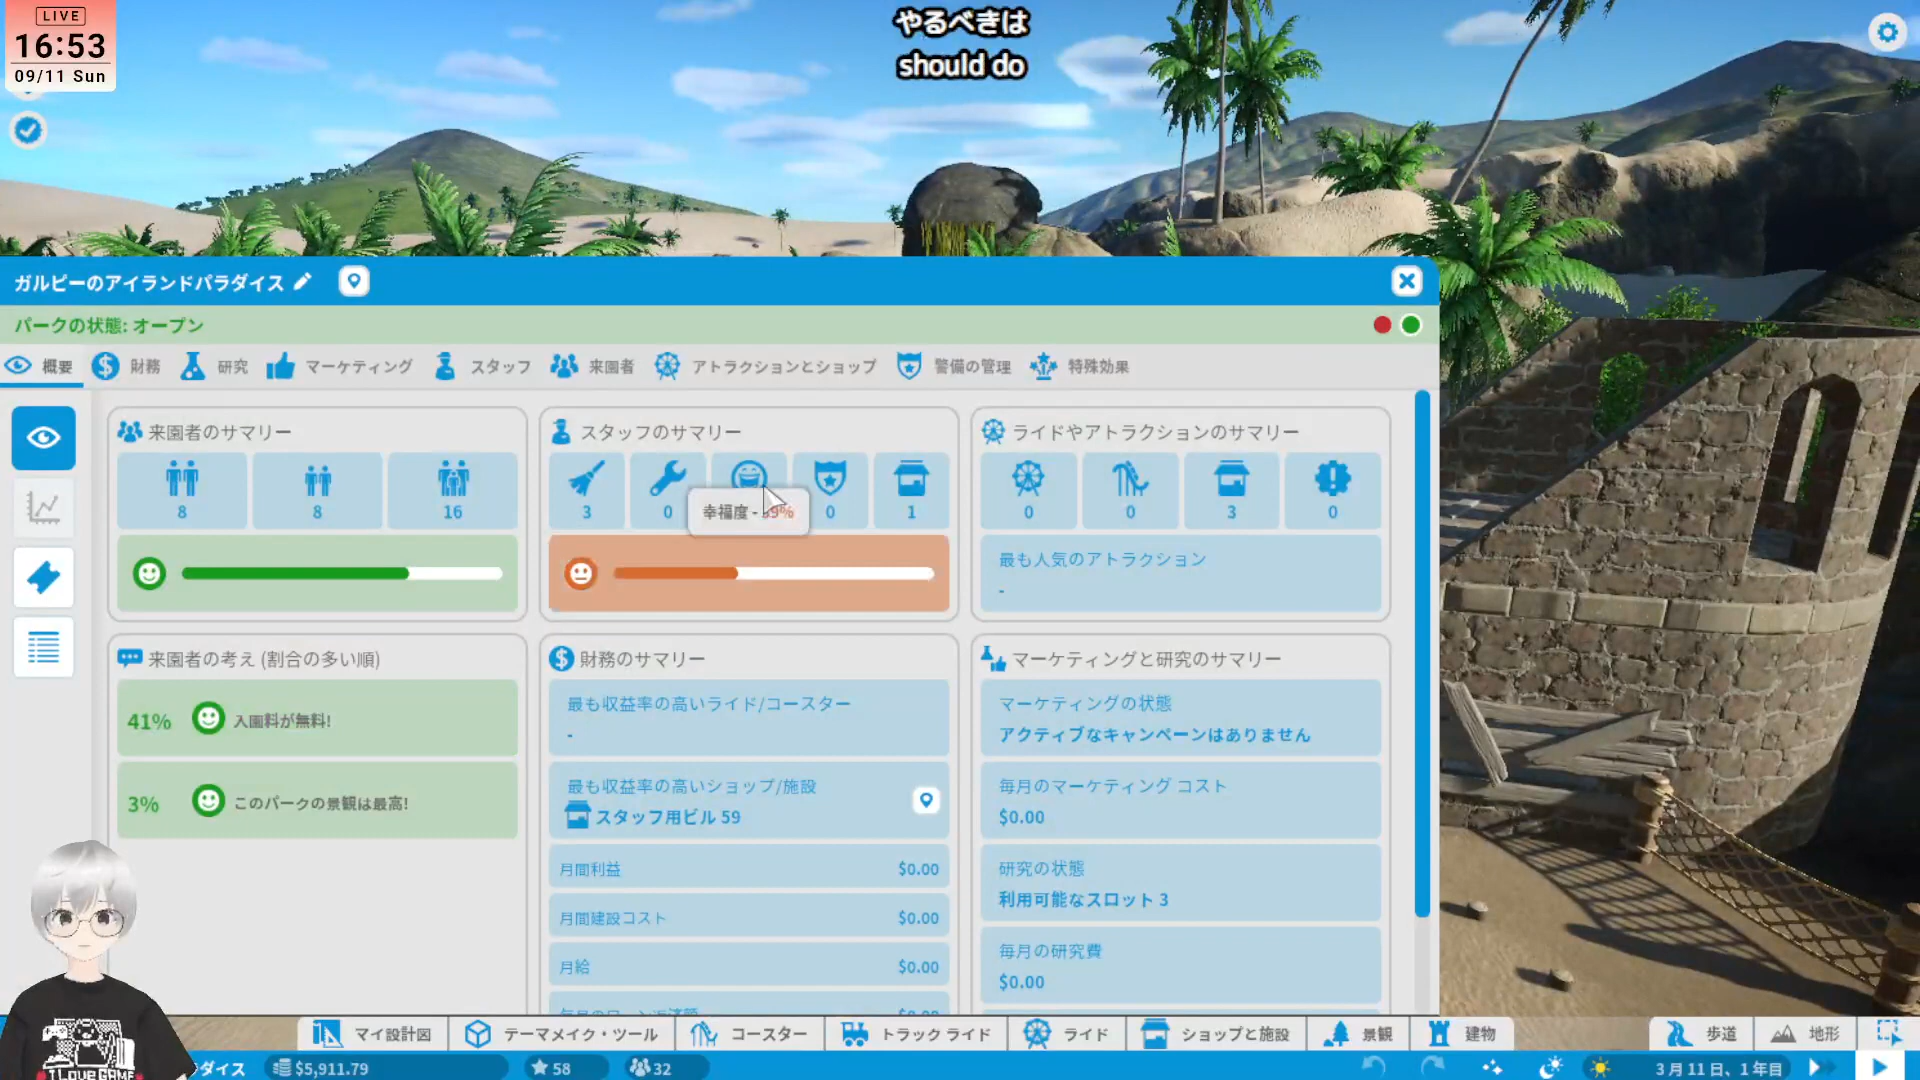 LIVE
16:53
09/11 Sun
やるべきは
should do
ガルピーのアイランドパラダイス
パークの状態: オープン
概要 財務 研究 マーケティング スタッフ 来園者 アトラクションとショップ 警備の管理 特殊効果
来園者のサマリー
8 8 16
スタッフのサマリー
3 0 0 1
幸福度 - 39%
ライドやアトラクションのサマリー
0 0 3 0
最も人気のアトラクション
-
来園者の考え (割合の多い順)
41% 入園料が無料!
3% このパークの景観は最高!
財務のサマリー
最も収益率の高いライド/コースター
-
最も収益率の高いショップ/施設
スタッフ用ビル 59
月間利益 $0.00
月間建設コスト $0.00
月給 $0.00
マーケティングと研究のサマリー
マーケティングの状態
アクティブなキャンペーンはありません
毎月のマーケティング コスト
$0.00
研究の状態
利用可能なスロット 3
毎月の研究費
$0.00
I LOVE GAME
マイ設計図 テーマメイク・ツール コースター トラック ライド ライド ショップと施設 景観 建物 歩道 地形
ダイス $5,911.79 58 32 3月11日、1年目